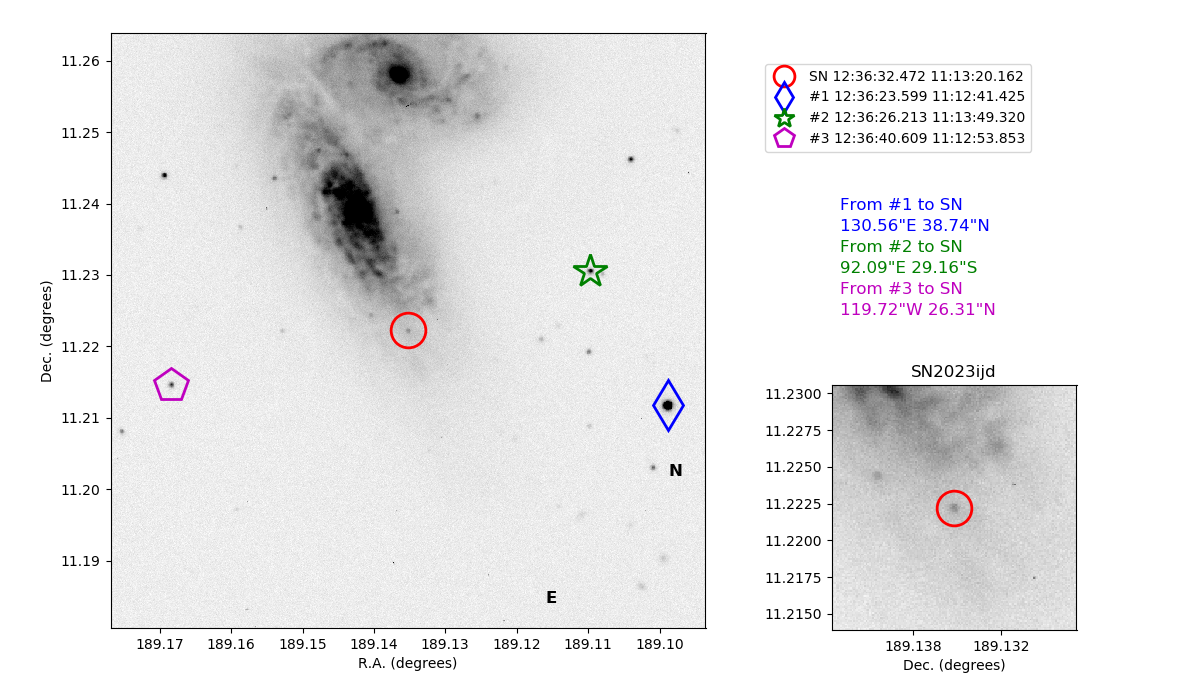 11.26
11.25
11.24
11.23
11.22
11.21
11.20
11.19
Dec. (degrees)
189.17 189.16 189.15 189.14 189.13 189.12 189.11 189.10
R.A. (degrees)
N
E
SN 12:36:32.472 11:13:20.162
#1 12:36:23.599 11:12:41.425
#2 12:36:26.213 11:13:49.320
#3 12:36:40.609 11:12:53.853
From #1 to SN
130.56"E 38.74"N
From #2 to SN
92.09"E 29.16"S
From #3 to SN
119.72"W 26.31"N
SN2023ijd
11.2300
11.2275
11.2250
11.2225
11.2200
11.2175
11.2150
189.138 189.132
Dec. (degrees)